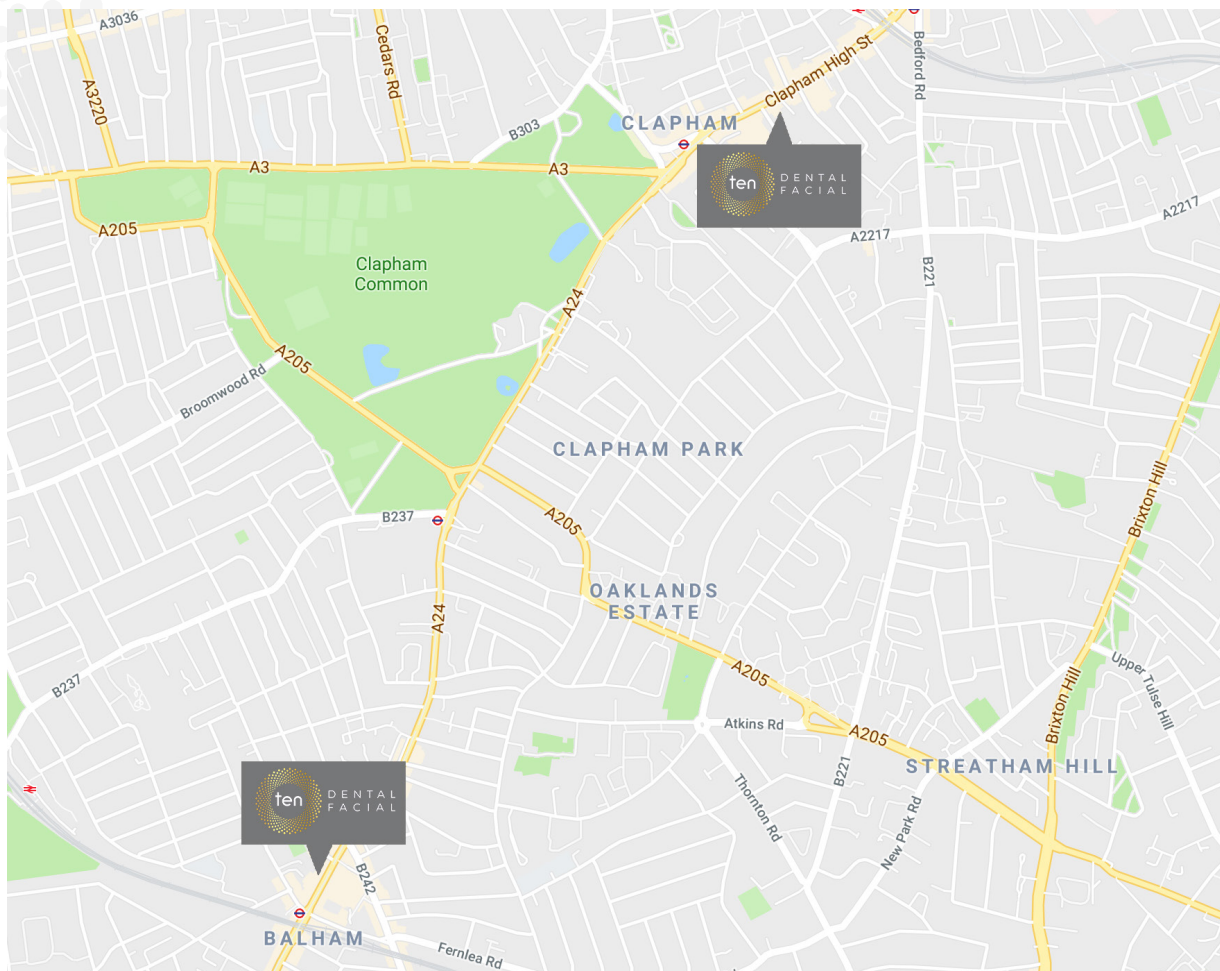 A3036
Cedars Rd
A3220
Bedford Rd
Clapham High St
B303
CLAPHAM
A3
A3
ten
DENTAL
FACIAL
A205
A2217
A2217
Clapham
Common
B221
A24
A205
Broomwood Rd
CLAPHAM PARK
Brixton Hill
B237
A205
OAKLANDS
ESTATE
A24
A205
Upper Tulse Hill
B237
Brixton Hill
Atkins Rd
A205
STREATHAM HILL
B221
Thornton Rd
New Park Rd
ten
DENTAL
FACIAL
B242
BALHAM
Fernlea Rd